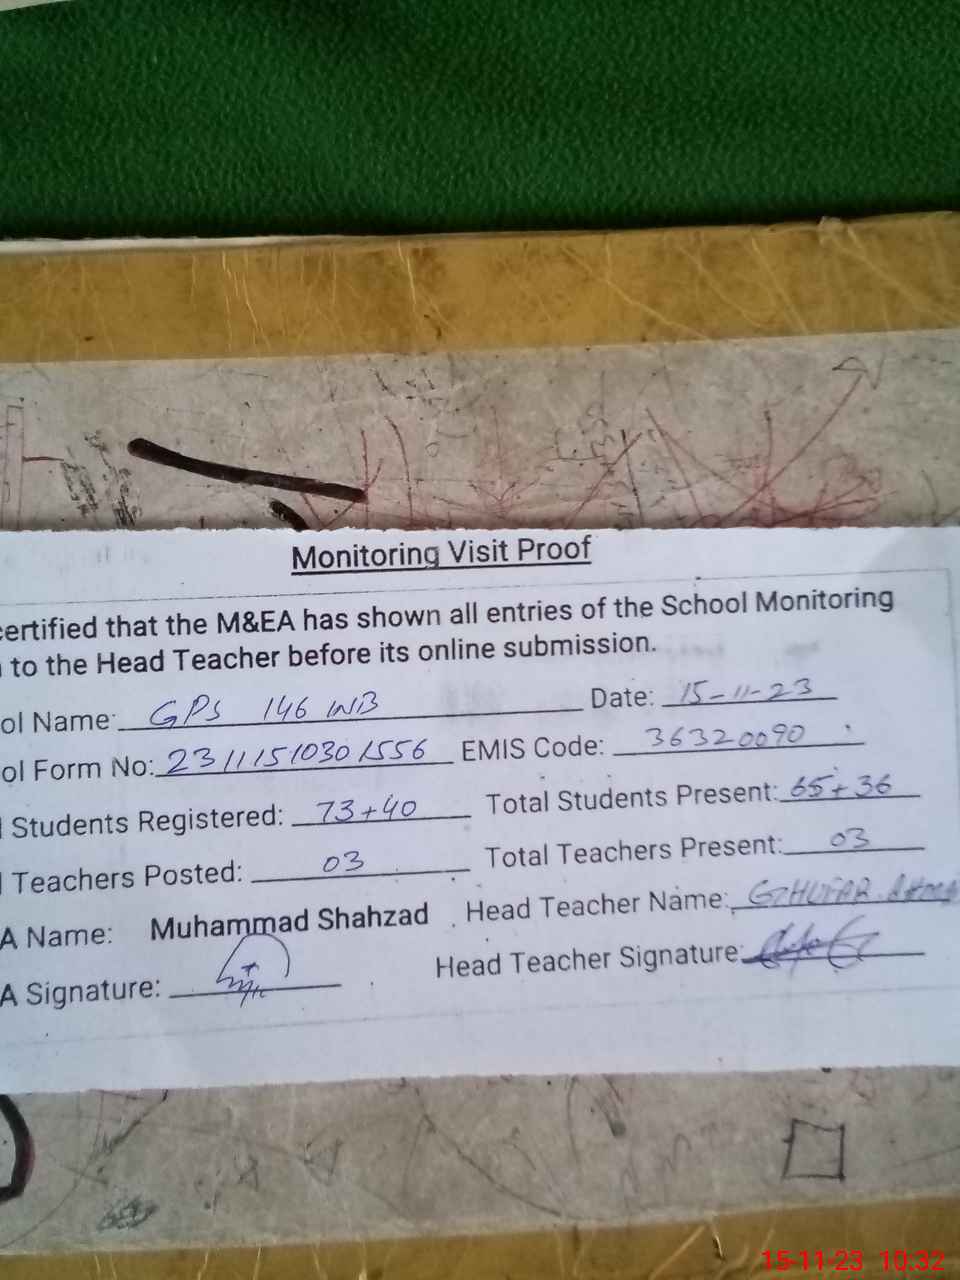 Monitoring Visit Proof
certified that the M&EA has shown all entries of the School Monitoring
to the Head Teacher before its online submission.
ol Name: GPS 146 WB Date: 15-11-23
ol Form No: 23111510301556 EMIS Code: 36320090
Students Registered: 73+40 Total Students Present: 65+36
Teachers Posted: 03 Total Teachers Present: 03
A Name: Muhammad Shahzad Head Teacher Name:
A Signature: Head Teacher Signature:
15-11-23 10:32